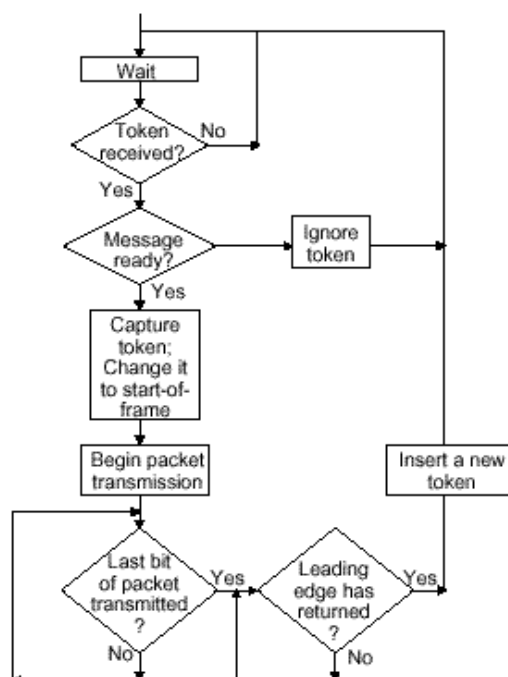 Wait
Token
received?
No
Yes
Message
ready?
Ignore
token
Yes
Capture
token;
Change it
to start-of-
frame
Begin packet
transmission
Insert a new
token
Last bit
of packet
transmitted
?
Yes
Leading
edge has
returned
?
Yes
No
No